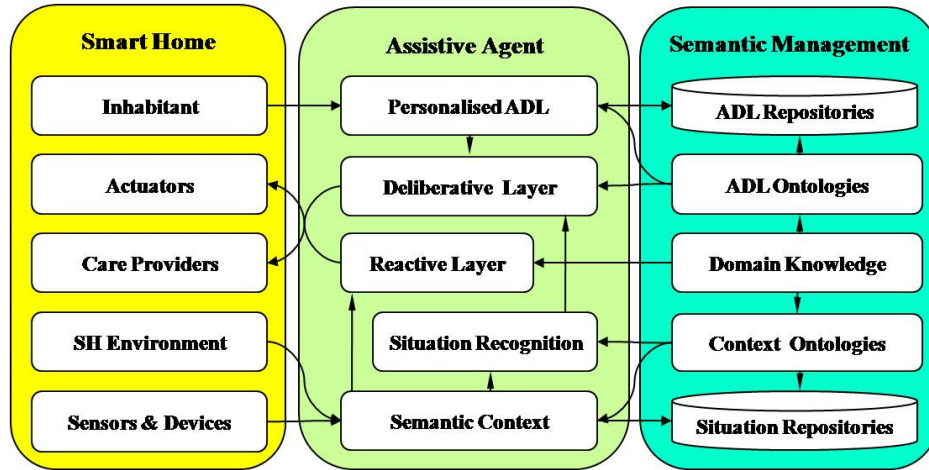 Smart Home
Inhabitant
Actuators
Care Providers
SH Environment
Sensors & Devices
Assistive Agent
Personalised ADL
Deliberative Layer
Reactive Layer
Situation Recognition
Semantic Context
Semantic Management
ADL Repositories
ADL Ontologies
Domain Knowledge
Context Ontologies
Situation Repositories